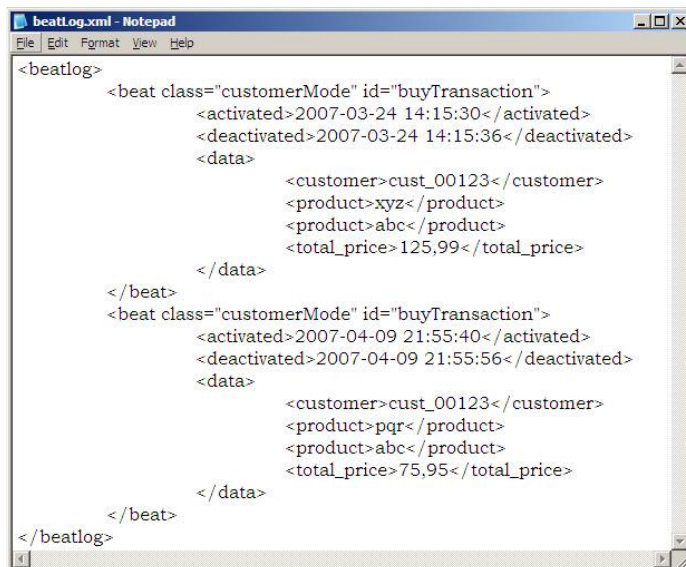 beatLog.xml - Notepad
File Edit Format View Help
<beatlog>
<beat class="customerMode" id="buyTransaction">
<activated>2007-03-24 14:15:30</activated>
<deactivated>2007-03-24 14:15:36</deactivated>
<data>
<customer>cust_00123</customer>
<product>xyz</product>
<product>abc</product>
<total_price>125,99</total_price>
</data>
</beat>
<beat class="customerMode" id="buyTransaction">
<activated>2007-04-09 21:55:40</activated>
<deactivated>2007-04-09 21:55:56</deactivated>
<data>
<customer>cust_00123</customer>
<product>pqr</product>
<product>abc</product>
<total_price>75,95</total_price>
</data>
</beat>
</beatlog>